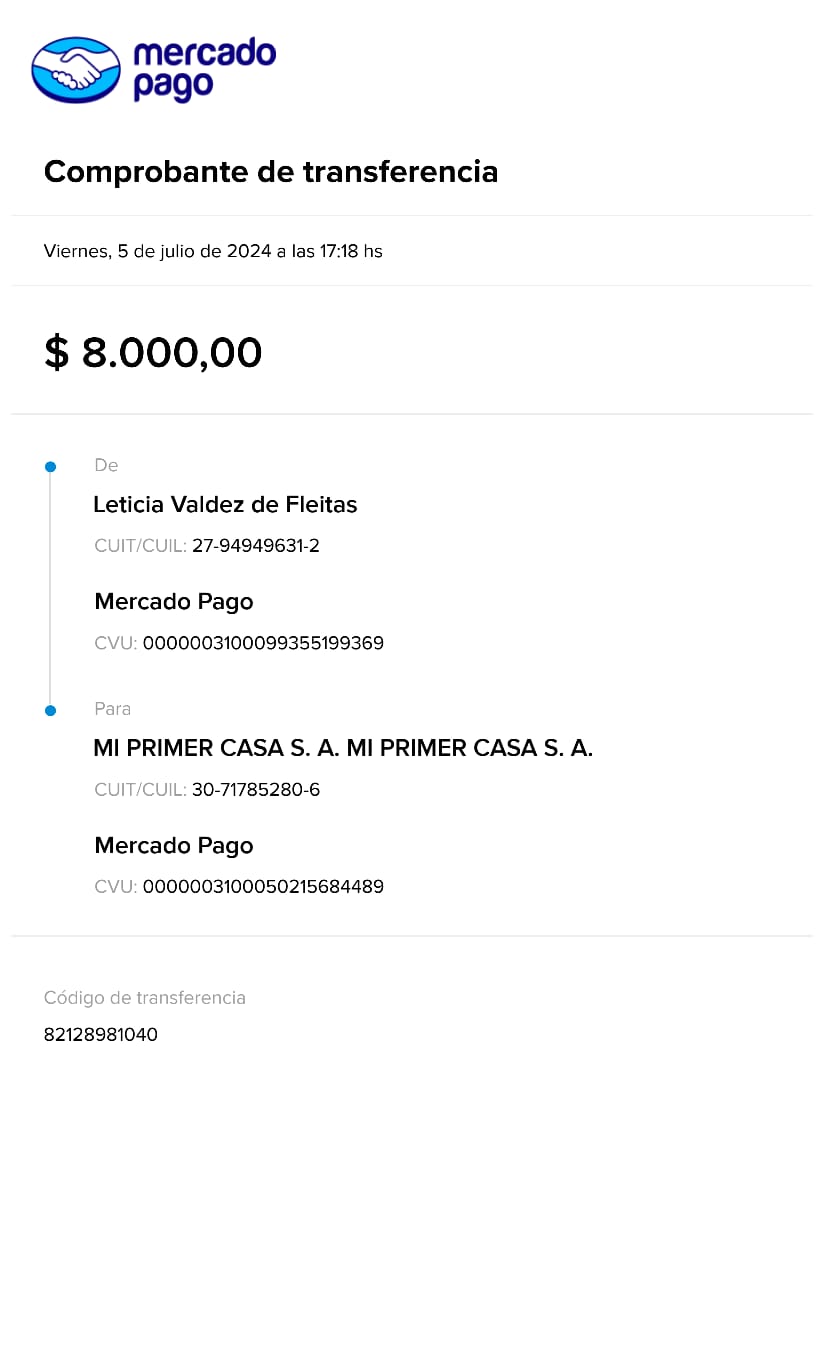 mercado
pago
Comprobante de transferencia
Viernes, 5 de julio de 2024 a las 17:18 hs
$ 8.000,00
De
Leticia Valdez de Fleitas
CUIT/CUIL: 27-94949631-2
Mercado Pago
CVU: 0000003100099355199369
Para
MI PRIMER CASA S. A. MI PRIMER CASA S. A.
CUIT/CUIL: 30-71785280-6
Mercado Pago
CVU: 0000003100050215684489
Código de transferencia
82128981040